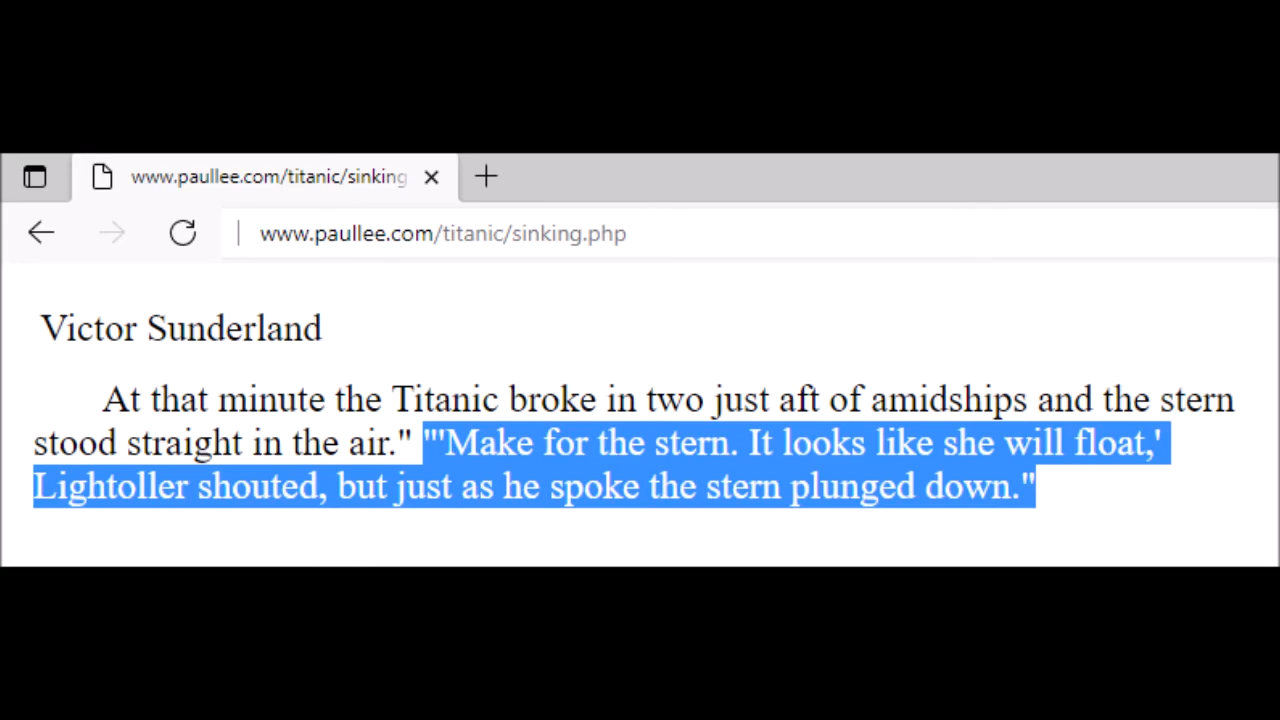 www.paullee.com/titanic/sinking
www.paullee.com/titanic/sinking.php
Victor Sunderland
At that minute the Titanic broke in two just aft of amidships and the stern
stood straight in the air." "'Make for the stern. It looks like she will float,'
Lightoller shouted, but just as he spoke the stern plunged down."